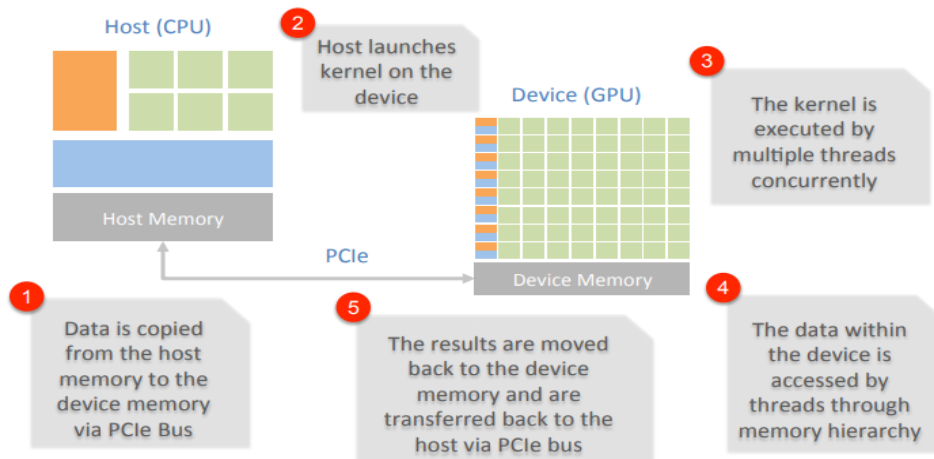 Host (CPU)
Host Memory
2
Host launches
kernel on the
device
Device (GPU)
Device Memory
3
The kernel is
executed by
multiple threads
concurrently
PCIe
1
Data is copied
from the host
memory to the
device memory
via PCIe Bus
5
The results are moved
back to the device
memory and are
transferred back to the
host via PCIe bus
4
The data within
the device is
accessed by
threads through
memory hierarchy